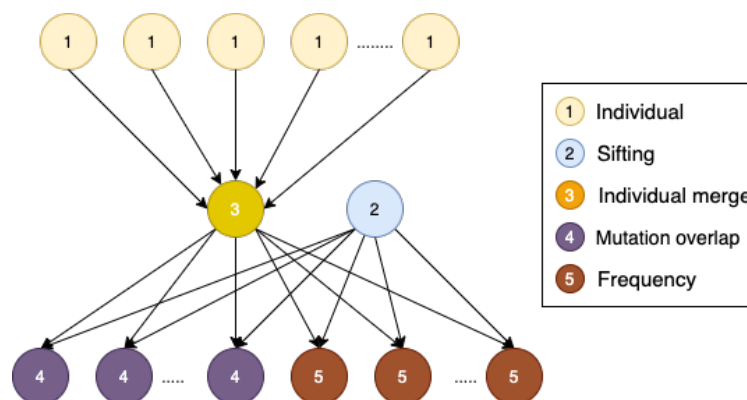 1 1 1 1 ........ 1
1 Individual
2 Sifting
3 Individual merge
4 Mutation overlap
5 Frequency
3 2
4 4 ..... 4 5 5 ..... 5